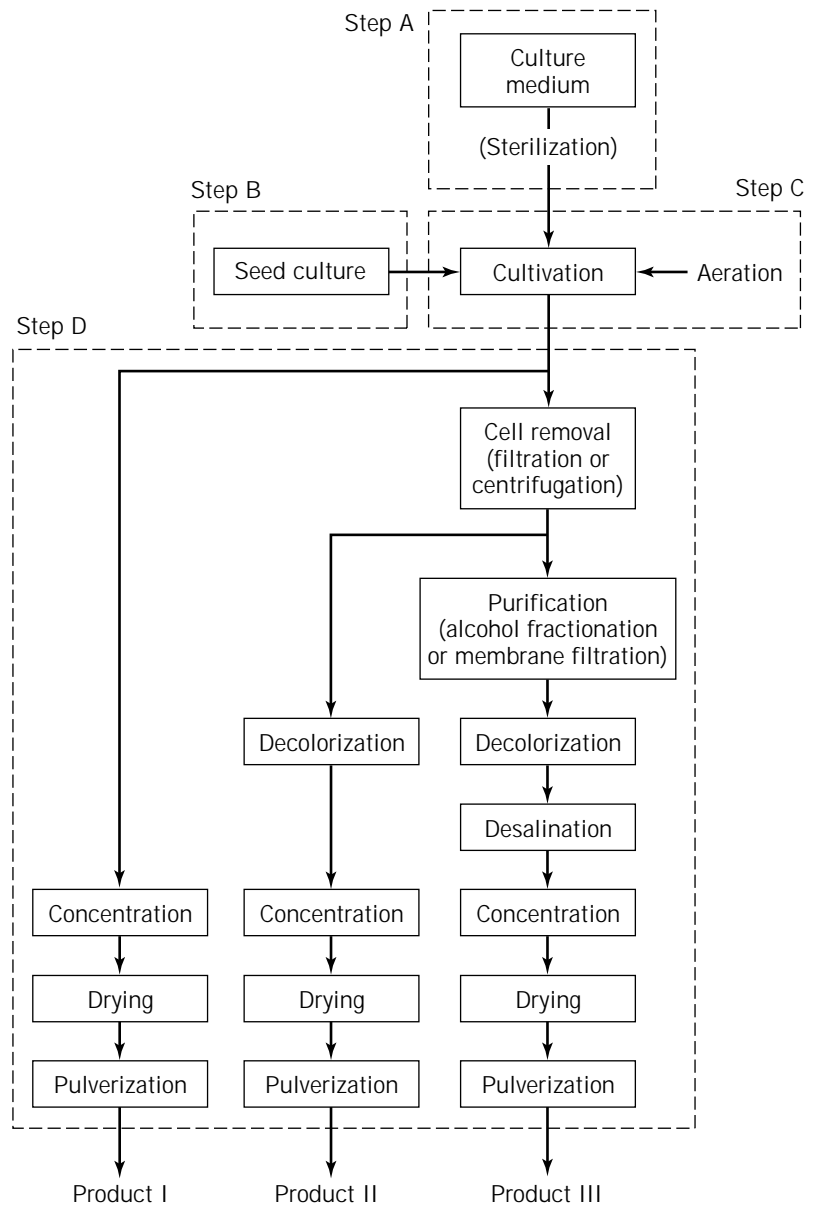 Step A
Culture
medium
(Sterilization)
Step B
Step C
Seed culture
Cultivation
Aeration
Step D
Cell removal
(filtration or
centrifugation)
Purification
(alcohol fractionation
or membrane filtration)
Decolorization
Decolorization
Desalination
Concentration
Concentration
Concentration
Drying
Drying
Drying
Pulverization
Pulverization
Pulverization
Product I
Product II
Product III